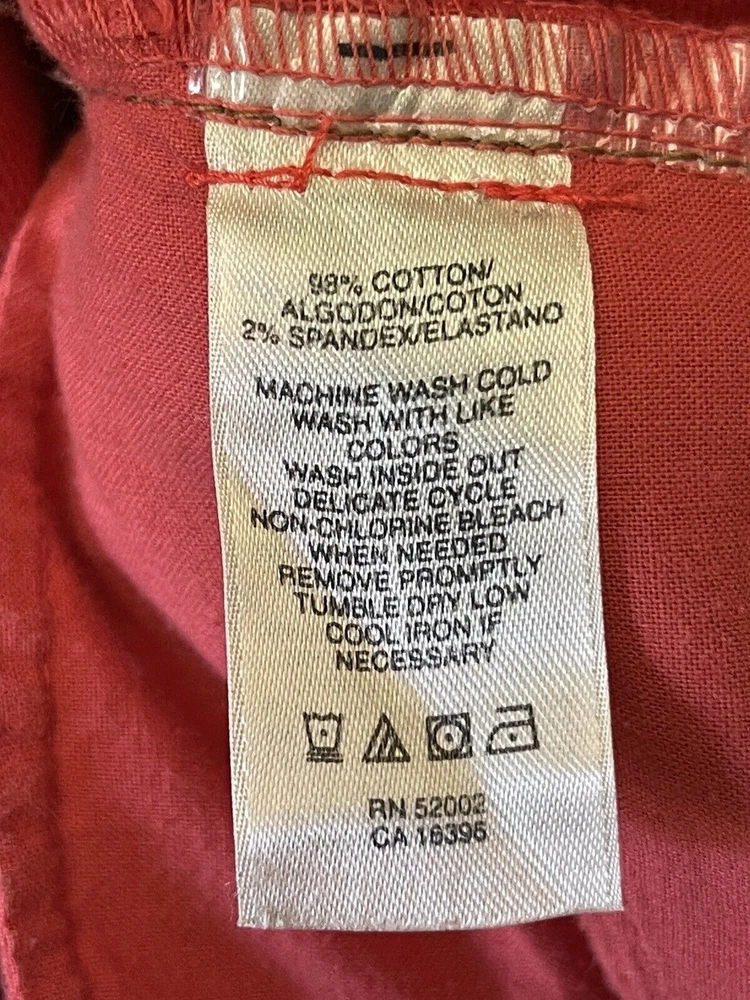 98% COTTON/
ALGODON/COTON
2% SPANDEX/ELASTANO
MACHINE WASH COLD
WASH WITH LIKE
COLORS
WASH INSIDE OUT
DELICATE CYCLE
NON-CHLORINE BLEACH
WHEN NEEDED
REMOVE PROMPTLY
TUMBLE DRY LOW
COOL IRON IF
NECESSARY
RN 52002
CA 16395